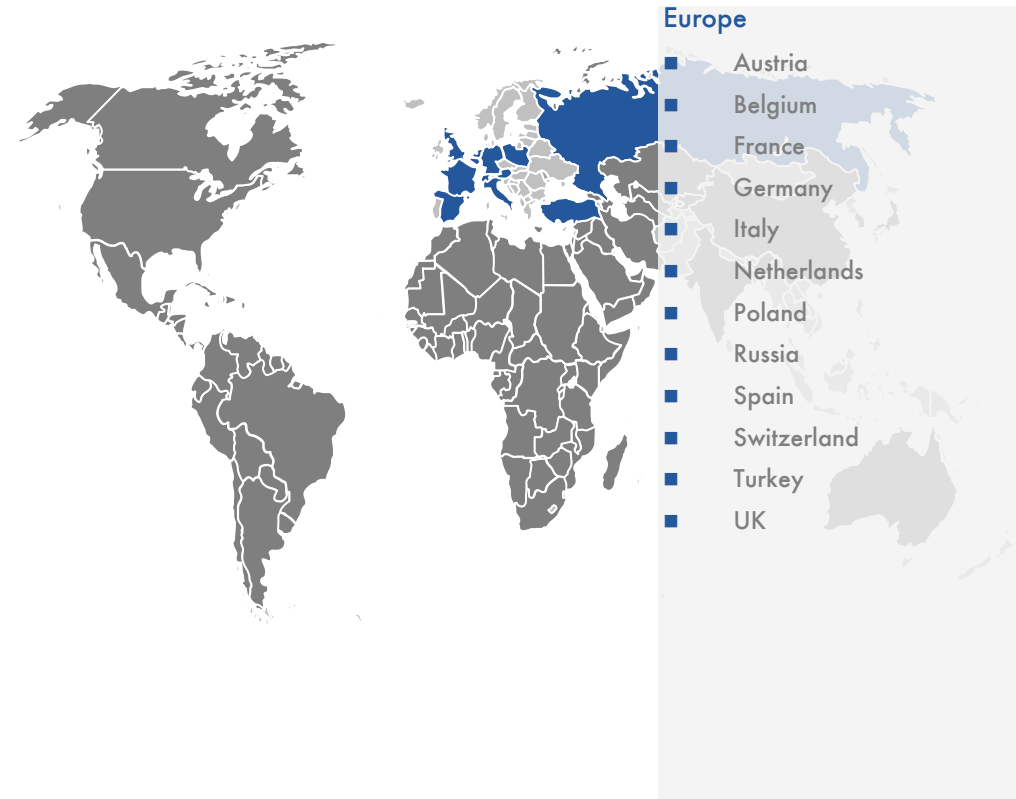 Europe
Austria
Belgium
France
Germany
Italy
Netherlands
Poland
Russia
Spain
Switzerland
Turkey
UK